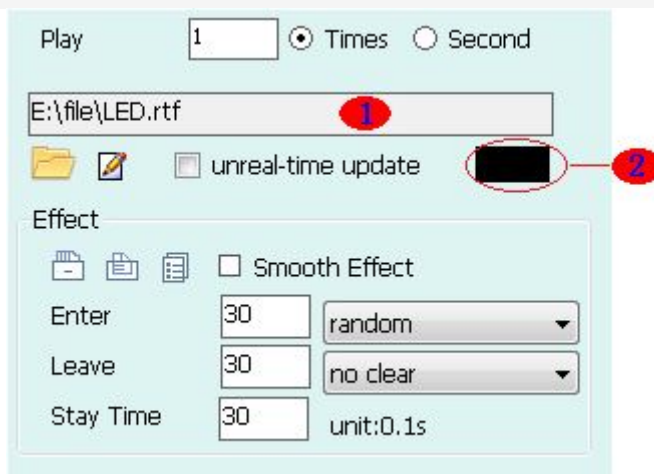 Play 1 Times Second
E:\file\LED.rtf 1
unreal-time update 2
Effect
Smooth Effect
Enter 30 random
Leave 30 no clear
Stay Time 30 unit:0.1s